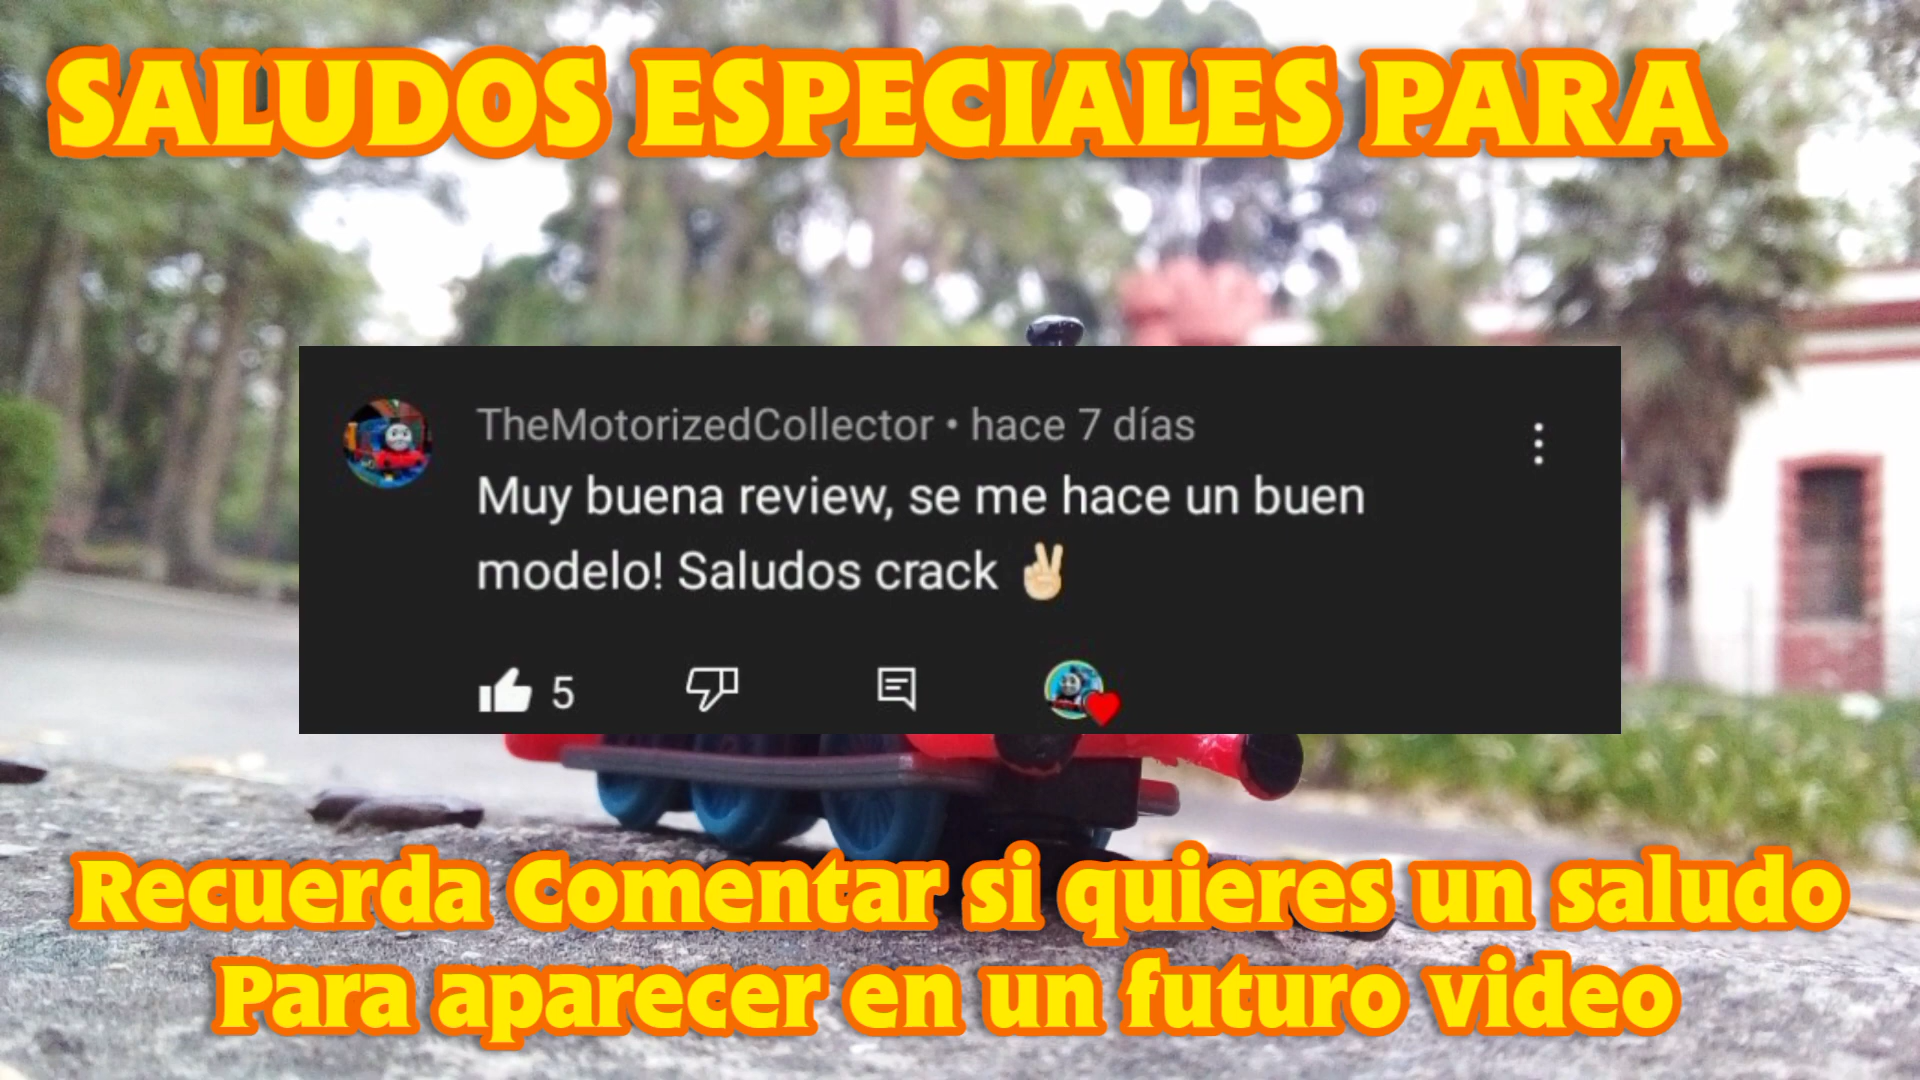 SALUDOS ESPECIALES PARA
TheMotorizedCollector • hace 7 días
Muy buena review, se me hace un buen
modelo! Saludos crack ✌🏼
5
Recuerda Comentar si quieres un saludo
Para aparecer en un futuro video